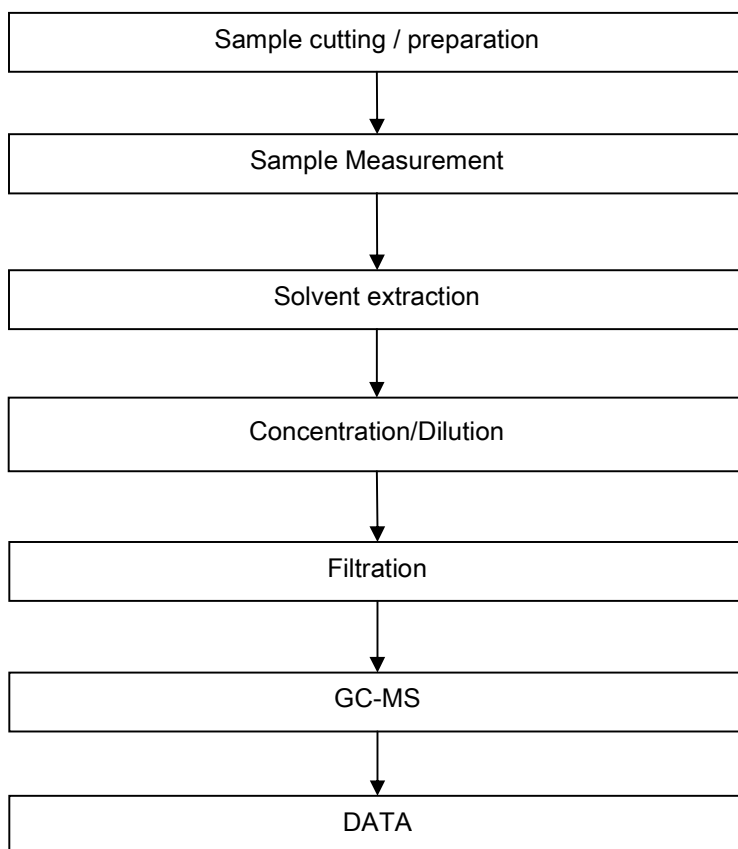 Sample cutting / preparation
Sample Measurement
Solvent extraction
Concentration/Dilution
Filtration
GC-MS
DATA